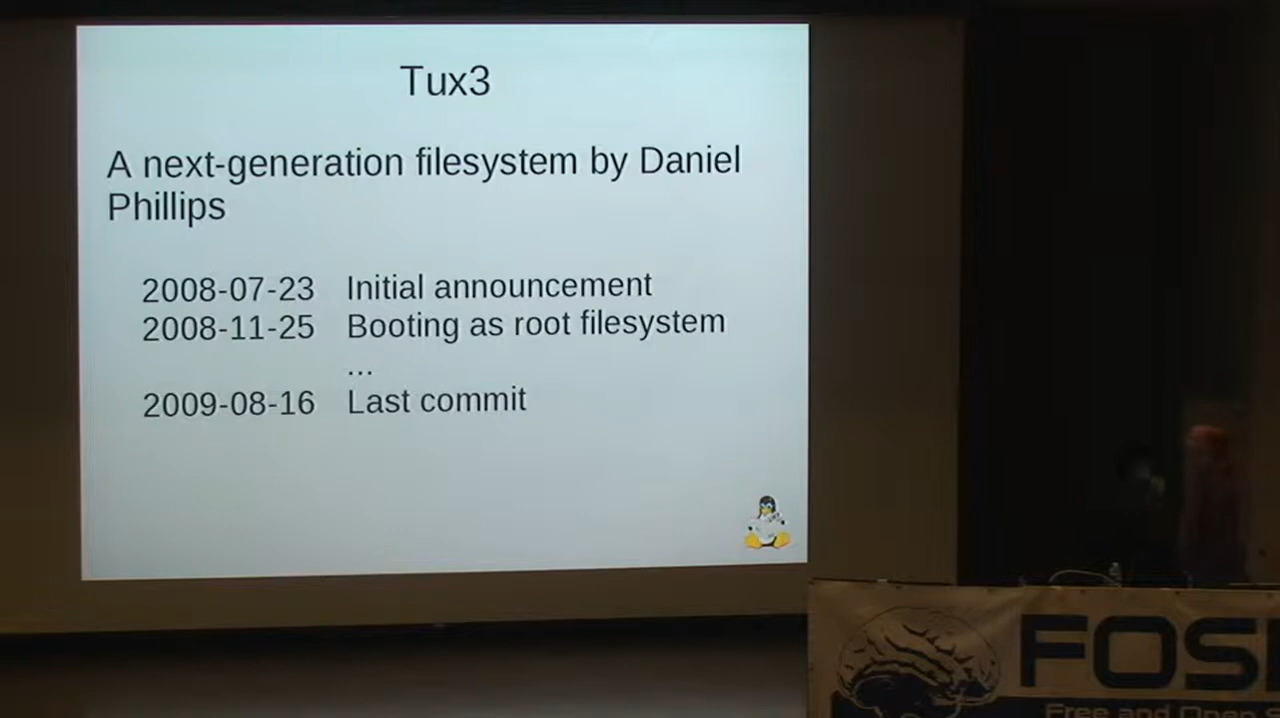 Tux3
A next-generation filesystem by Daniel
Phillips
2008-07-23 Initial announcement
2008-11-25 Booting as root filesystem
...
2009-08-16 Last commit
FOS
Free and Open S